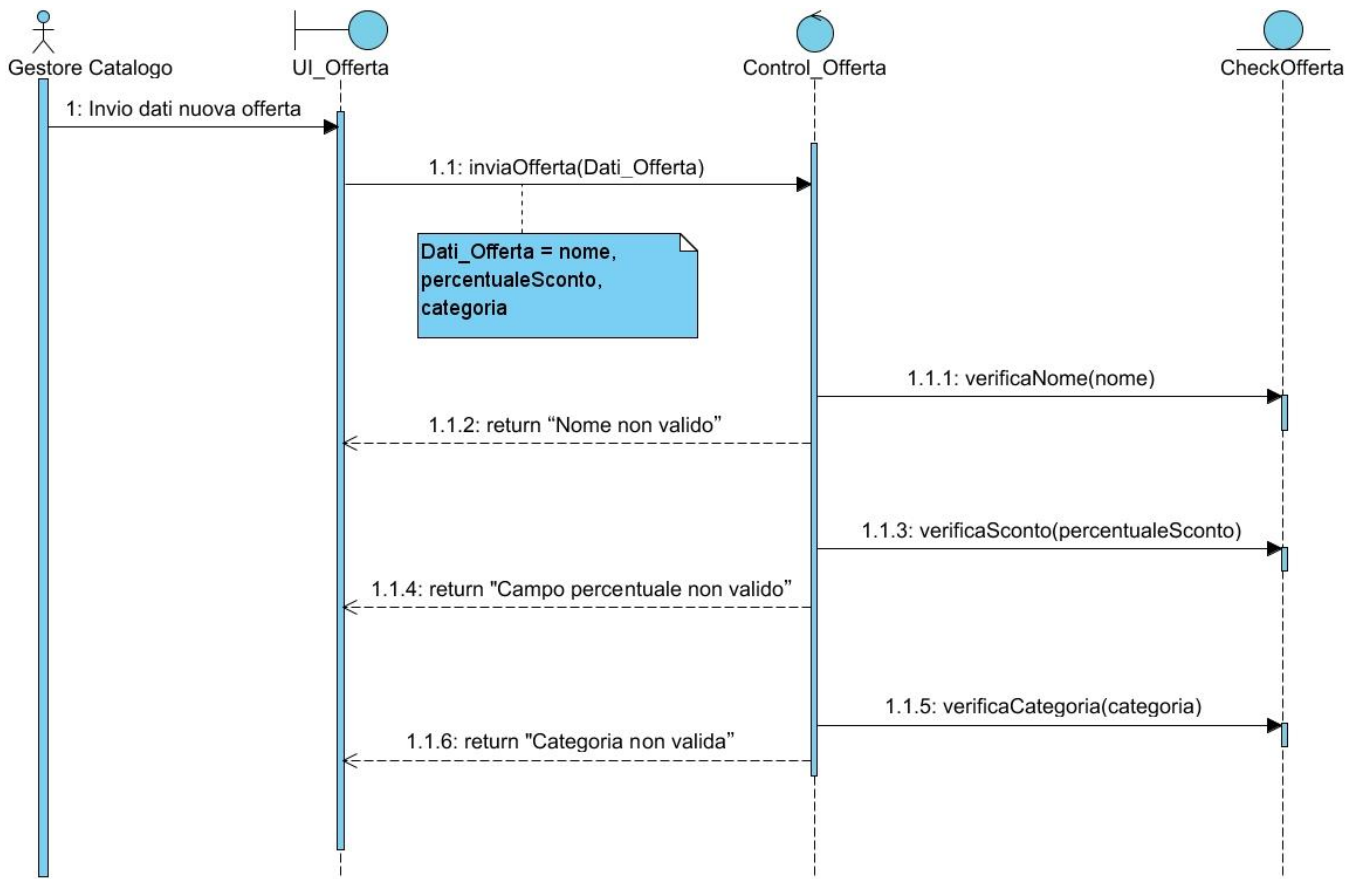 Gestore Catalogo
UI_Offerta
Control_Offerta
CheckOfferta
1: Invio dati nuova offerta
1.1: inviaOfferta(Dati_Offerta)
Dati_Offerta = nome,
percentualeSconto,
categoria
1.1.1: verificaNome(nome)
1.1.2: return “Nome non valido”
1.1.3: verificaSconto(percentualeSconto)
1.1.4: return "Campo percentuale non valido”
1.1.5: verificaCategoria(categoria)
1.1.6: return "Categoria non valida”